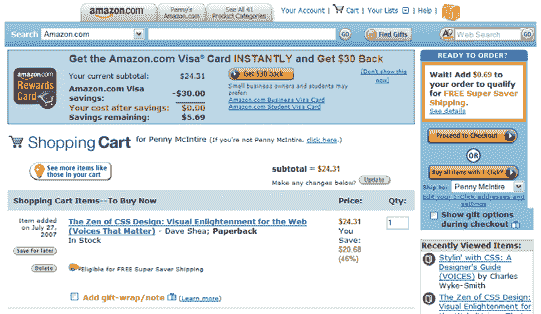 amazon.com
Penny's Amazon.com
See All 41 Product Categories
Your Account | Cart | Your Lists | Help |
Search Amazon.com GO Find Gifts A9 Web Search GO
Get the Amazon.com Visa® Card INSTANTLY and Get $30 Back
amazon.com
Rewards Card
Your current subtotal: $24.31
Amazon.com Visa savings: -$30.00
Your cost after savings: $0.00
Savings remaining: $5.69
Get $30 Back
(Don't show this now)
Small business owners and students may prefer:
Amazon.com Business Visa Card
Amazon.com Student Visa Card
READY TO ORDER?
Wait! Add $0.69 to
your order to qualify
for FREE Super Saver
Shipping.
See details
Proceed to Checkout
OR
Buy all items with 1-Click®
Ship to: Penny McIntire
Edit your 1-Click addresses and settings
Show gift options
during checkout
Shopping Cart for Penny McIntire (If you're not Penny McIntire, click here.)
See more items like
those in your cart
subtotal = $24.31
Make any changes below. Update
Shopping Cart Items--To Buy Now Price: Qty:
Item added
on July 27,
2007
Save for later
Delete
The Zen of CSS Design: Visual Enlightenment for the Web
(Voices That Matter) - Dave Shea; Paperback
In Stock
$24.31
You
Save:
$20.68
(46%)
1
Eligible for FREE Super Saver Shipping
Add gift-wrap/note (Learn more)
Recently Viewed Items:
Stylin' with CSS: A
Designer's Guide
(VOICES) by Charles
Wyke-Smith
The Zen of CSS Design:
Visual Enlightenment for